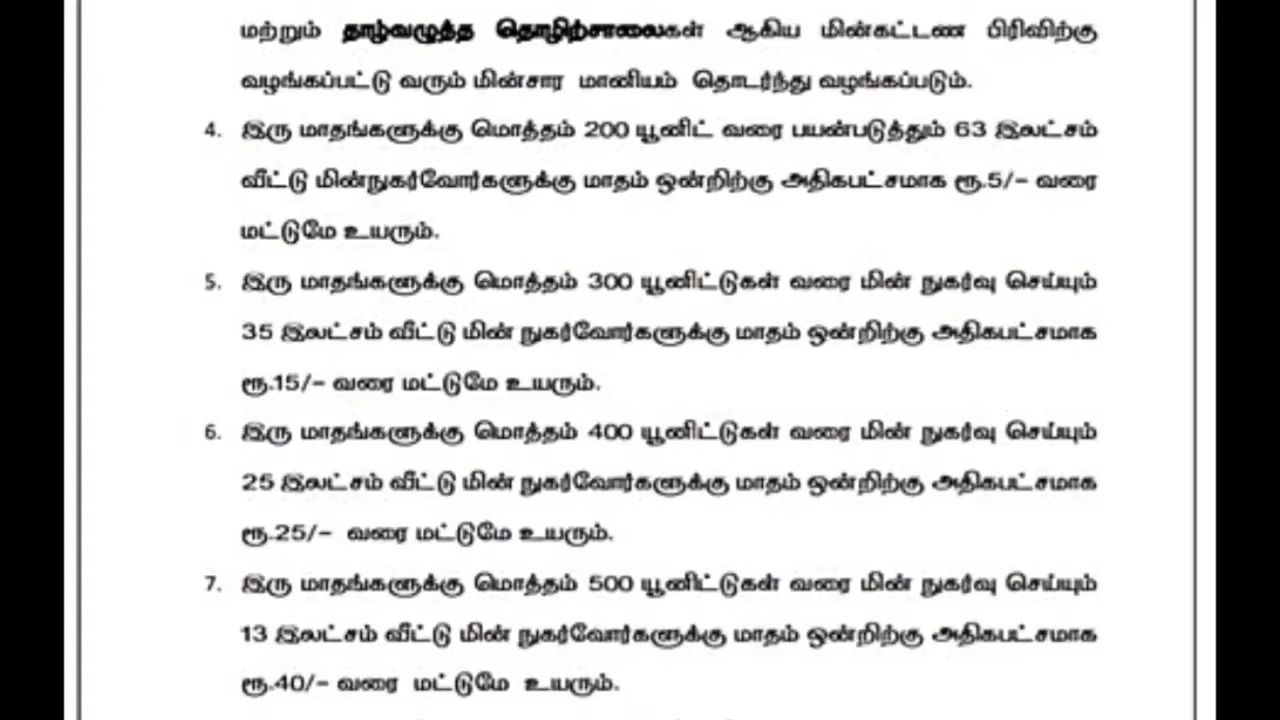 மற்றும் தாழ்வழுத்த தொழிற்சாலைகள் ஆகிய மின்கட்டண பிரிவிற்கு
வழங்கப்பட்டு வரும் மின்சார மானியம் தொடர்ந்து வழங்கப்படும்.
4. இரு மாதங்களுக்கு மொத்தம் 200 யூனிட் வரை பயன்படுத்தும் 63 இலட்சம்
வீட்டு மின்நுகர்வோர்களுக்கு மாதம் ஒன்றிற்கு அதிகபட்சமாக ரூ.5/- வரை
மட்டுமே உயரும்.
5. இரு மாதங்களுக்கு மொத்தம் 300 யூனிட்டுகள் வரை மின் நுகர்வு செய்யும்
35 இலட்சம் வீட்டு மின் நுகர்வோர்களுக்கு மாதம் ஒன்றிற்கு அதிகபட்சமாக
ரூ.15/- வரை மட்டுமே உயரும்.
6. இரு மாதங்களுக்கு மொத்தம் 400 யூனிட்டுகள் வரை மின் நுகர்வு செய்யும்
25 இலட்சம் வீட்டு மின் நுகர்வோர்களுக்கு மாதம் ஒன்றிற்கு அதிகபட்சமாக
ரூ.25/- வரை மட்டுமே உயரும்.
7. இரு மாதங்களுக்கு மொத்தம் 500 யூனிட்டுகள் வரை மின் நுகர்வு செய்யும்
13 இலட்சம் வீட்டு மின் நுகர்வோர்களுக்கு மாதம் ஒன்றிற்கு அதிகபட்சமாக
ரூ.40/- வரை மட்டுமே உயரும்.